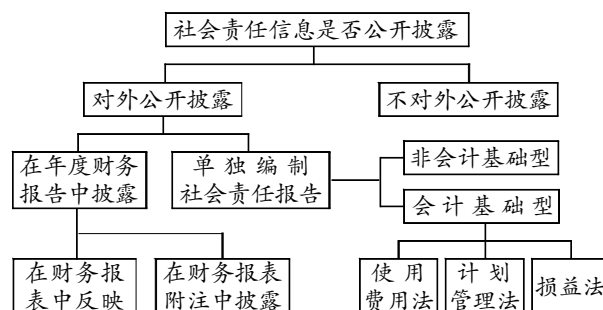 社会责任信息是否公开披露
对外公开披露
不对外公开披露
在年度财务
报告中披露
单独编制
社会责任报告
非会计基础型
会计基础型
在财务报
表中反映
在财务报表
附注中披露
使用
费用法
计划
管理法
损益法